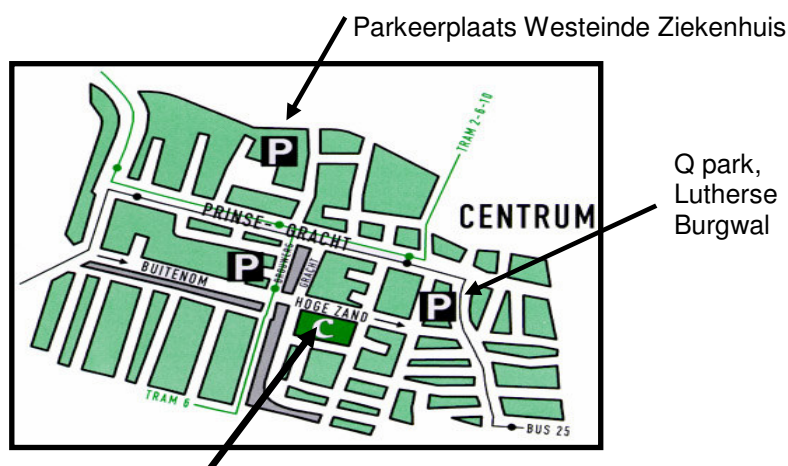 Parkeerplaats Westeinde Ziekenhuis
P
TRAM 2-6-10
Q park,
Lutherse
Burgwal
CENTRUM
PRINSE-GRACHT
P
BUITENOM
BROUWERS
GRACHT
P
HOGE ZAND
C
TRAM 6
BUS 25